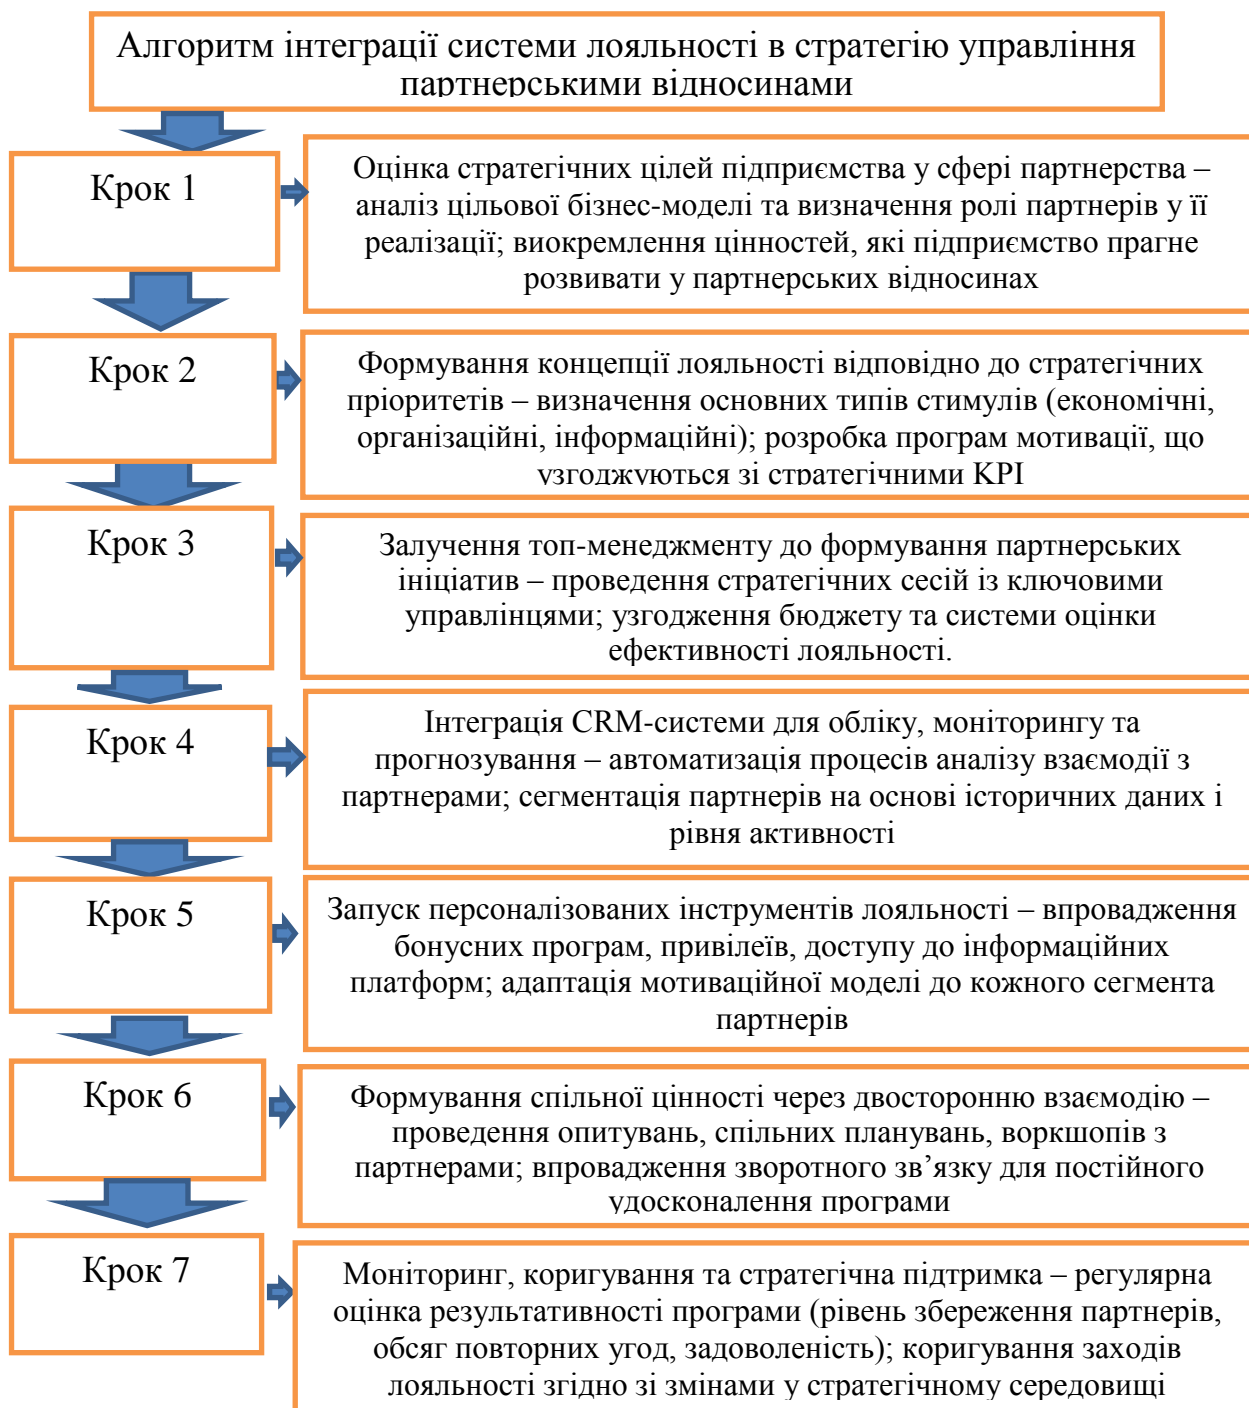 Алгоритм інтеграції системи лояльності в стратегію управління
партнерськими відносинами
Крок 1
Оцінка стратегічних цілей підприємства у сфері партнерства –
аналіз цільової бізнес-моделі та визначення ролі партнерів у її
реалізації; виокремлення цінностей, які підприємство прагне
розвивати у партнерських відносинах
Крок 2
Формування концепції лояльності відповідно до стратегічних
пріоритетів – визначення основних типів стимулів (економічні,
організаційні, інформаційні); розробка програм мотивації, що
узгоджуються зі стратегічними KPI
Крок 3
Залучення топ-менеджменту до формування партнерських
ініціатив – проведення стратегічних сесій із ключовими
управлінцями; узгодження бюджету та системи оцінки
ефективності лояльності.
Крок 4
Інтеграція CRM-системи для обліку, моніторингу та
прогнозування – автоматизація процесів аналізу взаємодії з
партнерами; сегментація партнерів на основі історичних даних і
рівня активності
Крок 5
Запуск персоналізованих інструментів лояльності – впровадження
бонусних програм, привілеїв, доступу до інформаційних
платформ; адаптація мотиваційної моделі до кожного сегмента
партнерів
Крок 6
Формування спільної цінності через двосторонню взаємодію –
проведення опитувань, спільних планувань, воркшопів з
партнерами; впровадження зворотного зв’язку для постійного
удосконалення програми
Крок 7
Моніторинг, коригування та стратегічна підтримка – регулярна
оцінка результативності програми (рівень збереження партнерів,
обсяг повторних угод, задоволеність); коригування заходів
лояльності згідно зі змінами у стратегічному середовищі